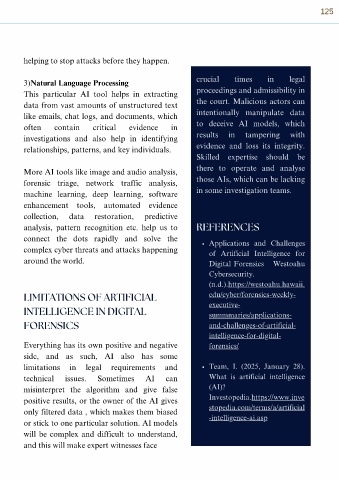 125
helping to stop attacks before they happen.
3)Natural Language Processing
This particular AI tool helps in extracting
data from vast amounts of unstructured text
like emails, chat logs, and documents, which
often contain critical evidence in
investigations and also help in identifying
relationships, patterns, and key individuals.
More AI tools like image and audio analysis,
forensic triage, network traffic analysis,
machine learning, deep learning, software
enhancement tools, automated evidence
collection, data restoration, predictive
analysis, pattern recognition etc. help us to
connect the dots rapidly and solve the
complex cyber threats and attacks happening
around the world.
LIMITATIONS OF ARTIFICIAL
INTELLIGENCE IN DIGITAL
FORENSICS
Everything has its own positive and negative
side, and as such, AI also has some
limitations in legal requirements and
technical issues. Sometimes AI can
misinterpret the algorithm and give false
positive results, or the owner of the AI gives
only filtered data , which makes them biased
or stick to one particular solution. AI models
will be complex and difficult to understand,
and this will make expert witnesses face
crucial times in legal
proceedings and admissibility in
the court. Malicious actors can
intentionally manipulate data
to deceive AI models, which
results in tampering with
evidence and loss its integrity.
Skilled expertise should be
there to operate and analyse
those AIs, which can be lacking
in some investigation teams.
REFERENCES
• Applications and Challenges
of Artificial Intelligence for
Digital Forensics Westoahu
Cybersecurity.
(n.d.).https://westoahu.hawaii.
edu/cyber/forensics-weekly-
executive-
summmaries/applications-
and-challenges-of-artificial-
intelligence-for-digital-
forensics/
• Team, I. (2025, January 28).
What is artificial intelligence
(AI)?
Investopedia.https://www.inve
stopedia.com/terms/a/artificial
-intelligence-ai.asp